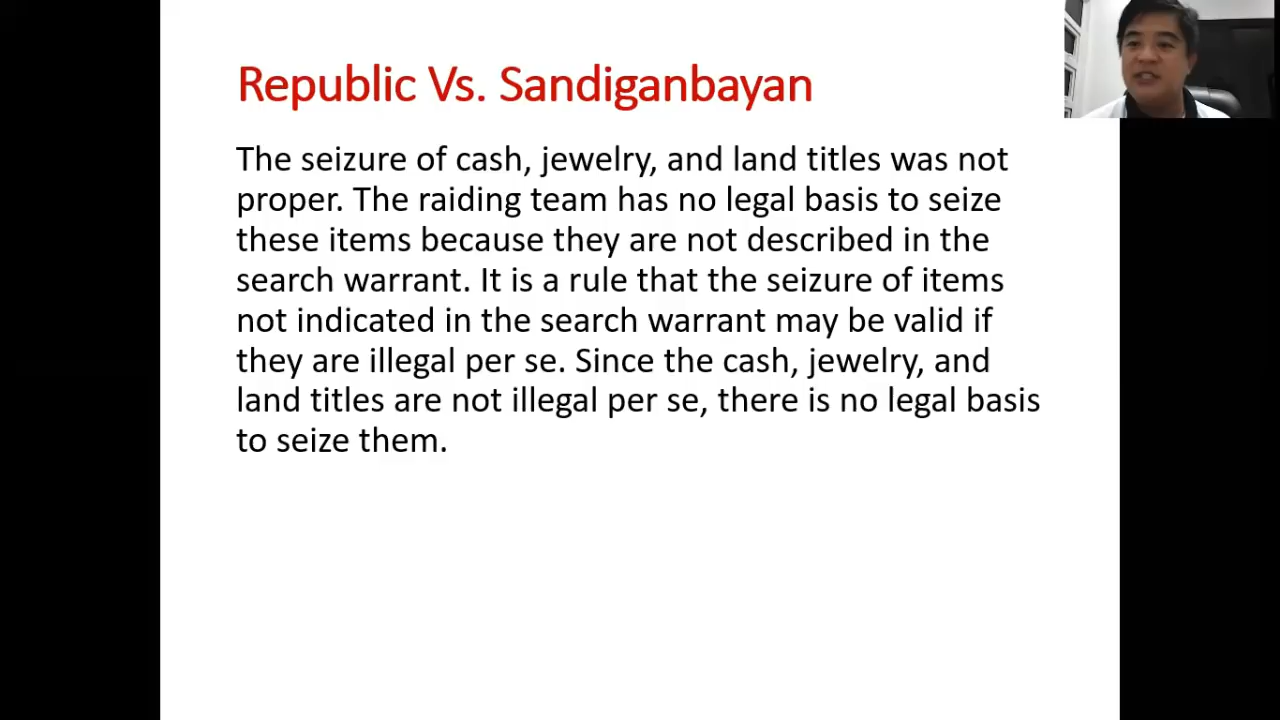 Republic Vs. Sandiganbayan
The seizure of cash, jewelry, and land titles was not
proper. The raiding team has no legal basis to seize
these items because they are not described in the
search warrant. It is a rule that the seizure of items
not indicated in the search warrant may be valid if
they are illegal per se. Since the cash, jewelry, and
land titles are not illegal per se, there is no legal basis
to seize them.